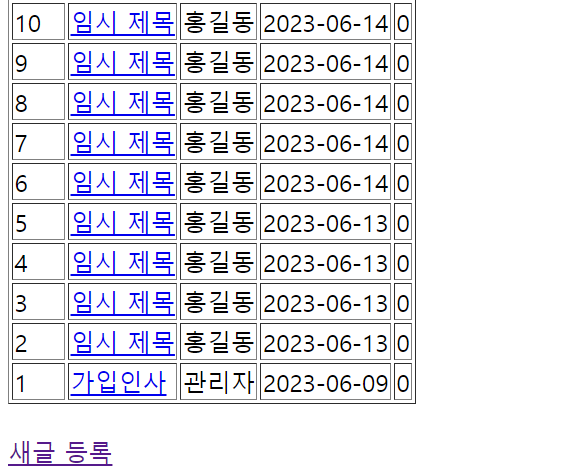 10 임시 제목 홍길동 2023-06-14 0
9 임시 제목 홍길동 2023-06-14 0
8 임시 제목 홍길동 2023-06-14 0
7 임시 제목 홍길동 2023-06-14 0
6 임시 제목 홍길동 2023-06-14 0
5 임시 제목 홍길동 2023-06-13 0
4 임시 제목 홍길동 2023-06-13 0
3 임시 제목 홍길동 2023-06-13 0
2 임시 제목 홍길동 2023-06-13 0
1 가입인사 관리자 2023-06-09 0
새글 등록